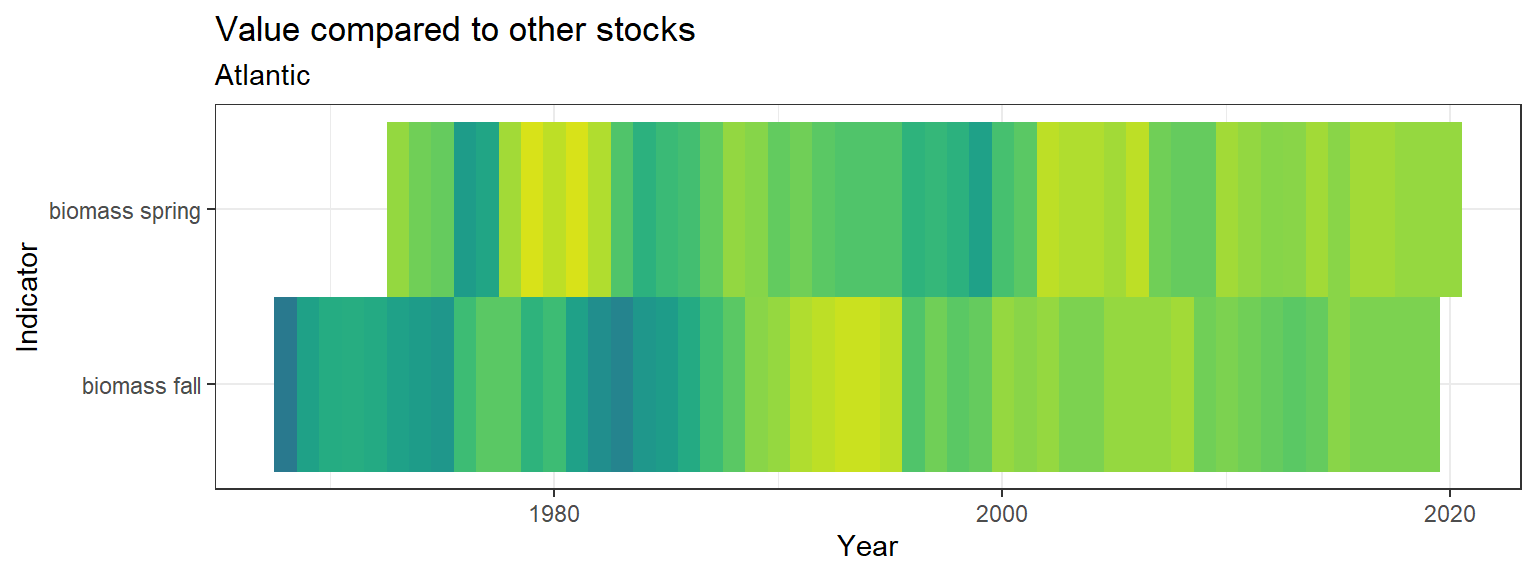 Value compared to other stocks
Atlantic
Indicator
biomass spring
biomass fall
1980 2000 2020
Year